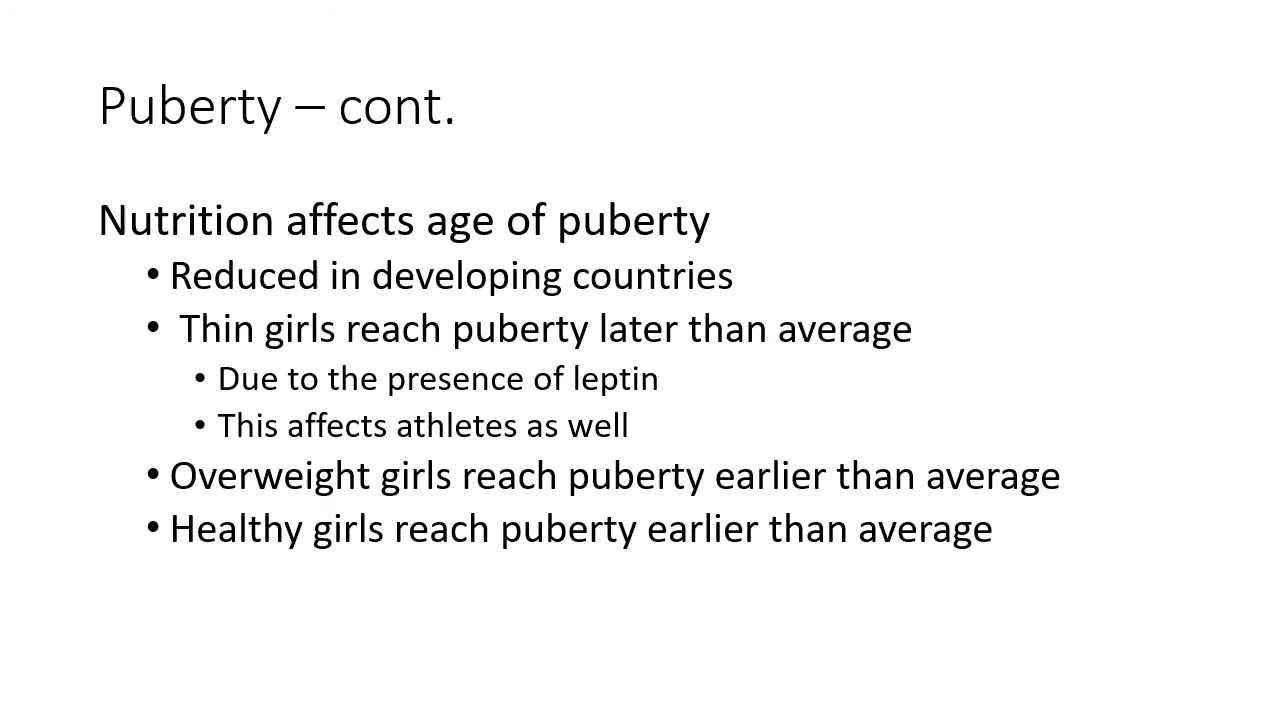 Puberty – cont.
Nutrition affects age of puberty
• Reduced in developing countries
• Thin girls reach puberty later than average
• Due to the presence of leptin
• This affects athletes as well
• Overweight girls reach puberty earlier than average
• Healthy girls reach puberty earlier than average